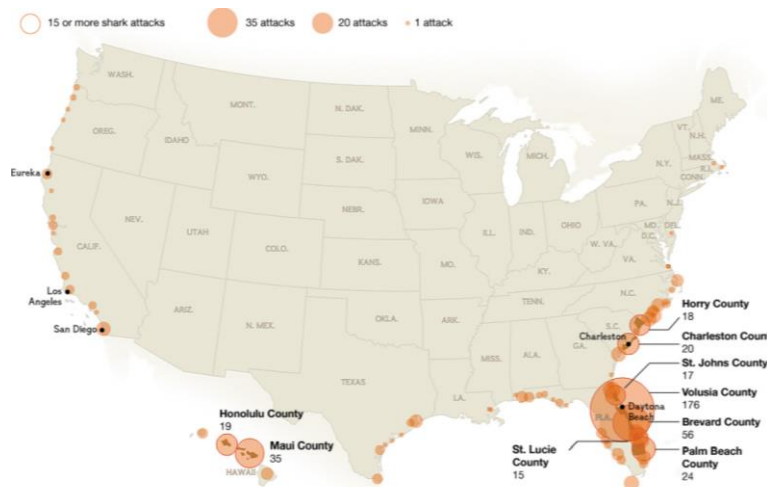 15 or more shark attacks
35 attacks
20 attacks
1 attack
WASH.
MONT.
N. DAK.
MINN.
ME.
OREG.
IDAHO
S. DAK.
WIS.
MICH.
VT.
N.H.
N.Y.
MASS.
R.I.
CONN.
Eureka
WYO.
NEV.
UTAH
CALIF.
COLO.
NEBR.
IOWA
ILL.
IND.
OHIO
PA.
N.J.
MD.
DEL.
D.C.
W. VA.
VA.
KANS.
MO.
KY.
Los
Angeles
San Diego
ARIZ.
N. MEX.
OKLA.
ARK.
TENN.
N.C.
S.C.
Charleston
Horry County
18
Charleston Coun
20
St. Johns County
17
Volusia County
176
Daytona
Beach
Brevard County
56
Palm Beach
County
24
St. Lucie
County
15
TEXAS
LA.
MISS.
ALA.
GA.
FLA.
Honolulu County
19
Maui County
35
HAWAII